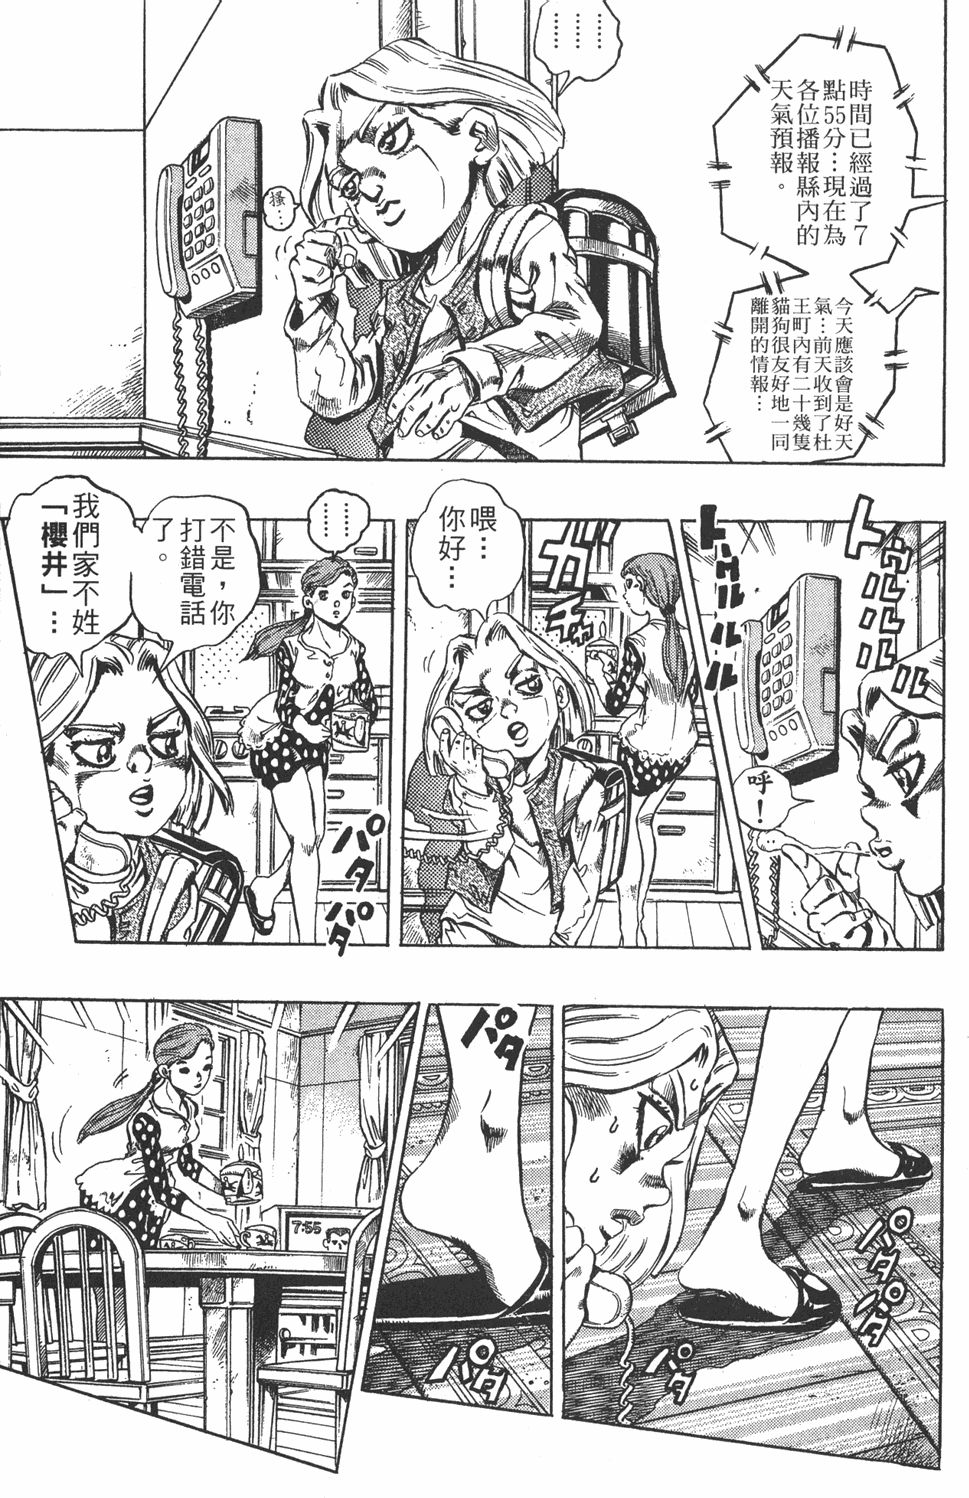 時間已經過了7
點55分…現在為
各位播報縣內的
天氣預報。
今天應該會是好天
氣…前天收到了杜
王町內有二十幾隻
貓狗很友好地一同
離開的情報…
………
………
搔…
トゥルルルル
トゥルルルル
呼！
喂…
你好…
ガチャ
………
不是，你
打錯電話
了。
我們家不姓
「櫻井」…
パタ
パタ
パタ
パタ
パタ
パタ
7:55